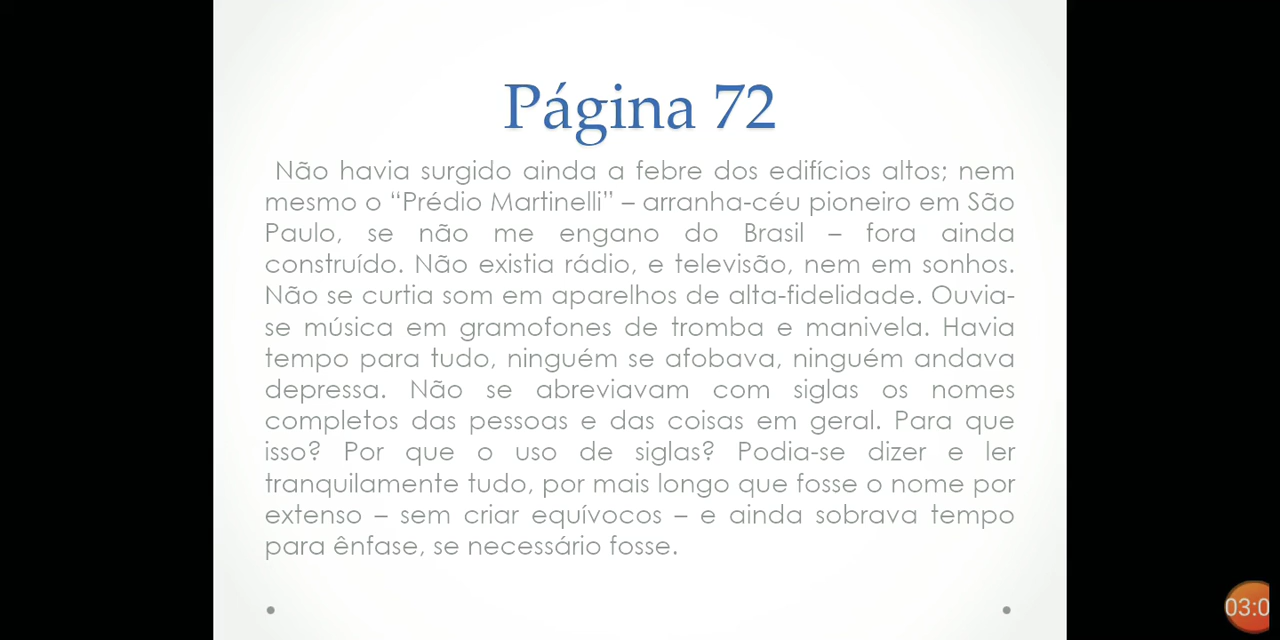 Página 72
Não havia surgido ainda a febre dos edifícios altos; nem
mesmo o “Prédio Martinelli” – arranha-céu pioneiro em São
Paulo, se não me engano do Brasil – fora ainda
construído. Não existia rádio, e televisão, nem em sonhos.
Não se curtia som em aparelhos de alta-fidelidade. Ouvia-
se música em gramofones de tromba e manivela. Havia
tempo para tudo, ninguém se afobava, ninguém andava
depressa. Não se abreviavam com siglas os nomes
completos das pessoas e das coisas em geral. Para que
isso? Por que o uso de siglas? Podia-se dizer e ler
tranquilamente tudo, por mais longo que fosse o nome por
extenso – sem criar equívocos – e ainda sobrava tempo
para ênfase, se necessário fosse.
03:0